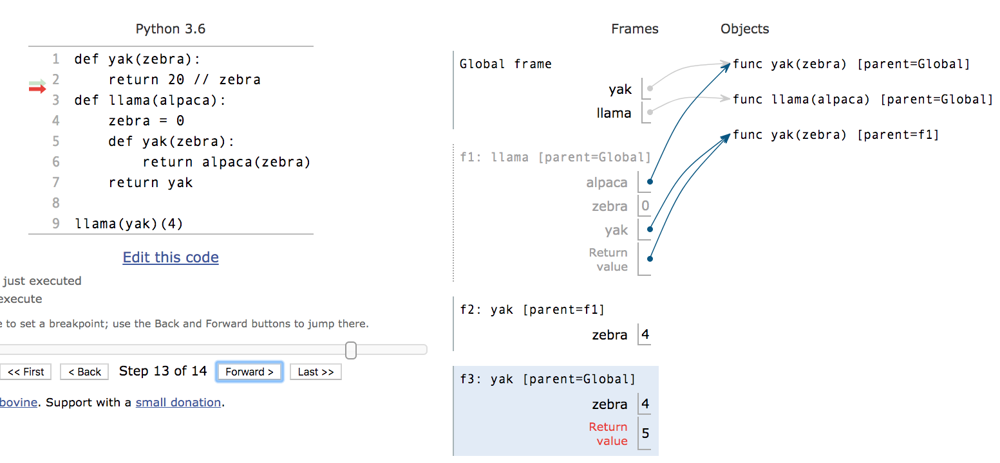 Python 3.6
1 def yak(zebra):
2     return 20 // zebra
3 def llama(alpaca):
4     zebra = 0
5     def yak(zebra):
6         return alpaca(zebra)
7     return yak
8
9 llama(yak)(4)
Edit this code
just executed
execute
e to set a breakpoint; use the Back and Forward buttons to jump there.
<< First < Back Step 13 of 14 Forward > Last >>
bovine. Support with a small donation.
Frames Objects
Global frame
yak
llama
func yak(zebra) [parent=Global]
func llama(alpaca) [parent=Global]
func yak(zebra) [parent=f1]
f1: llama [parent=Global]
alpaca
zebra 0
yak
Return
value
f2: yak [parent=f1]
zebra 4
f3: yak [parent=Global]
zebra 4
Return
value 5